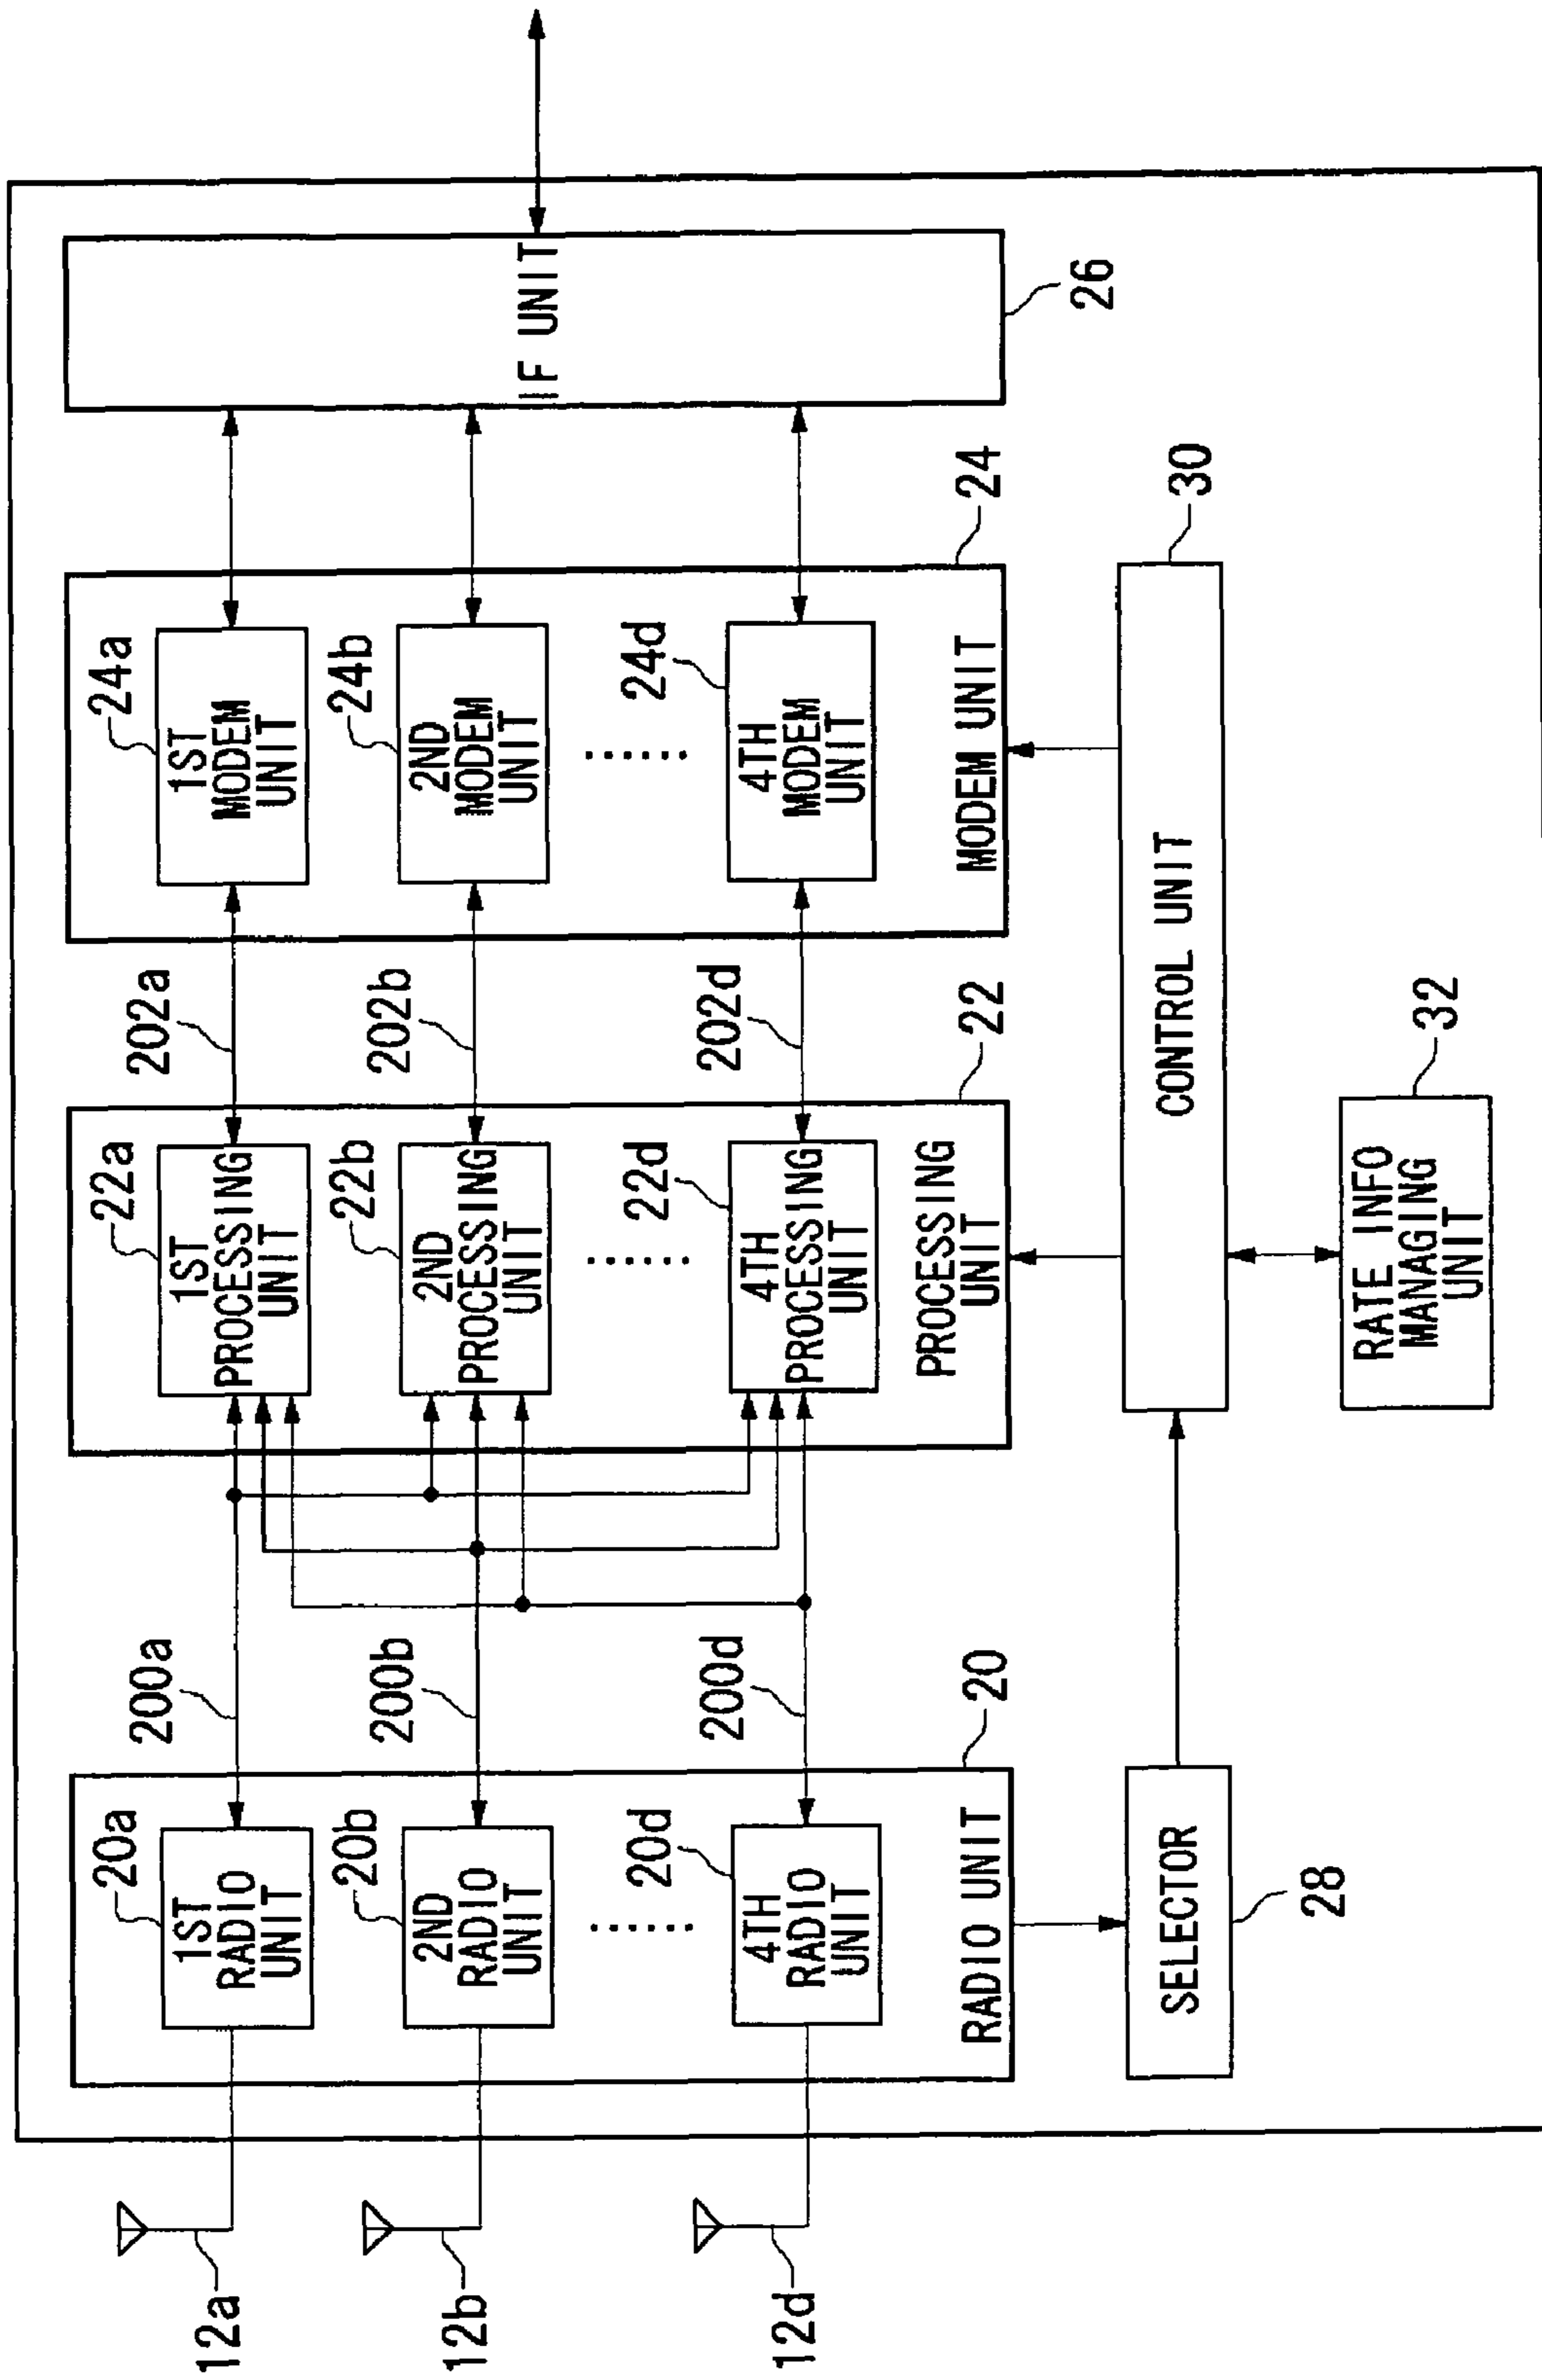 12a
12b
12d
20a
1ST
RADIO
UNIT
20b
2ND
RADIO
UNIT
20d
4TH
RADIO
UNIT
RADIO UNIT
20
200a
200b
200d
22a
1ST
PROCESSING
UNIT
22b
2ND
PROCESSING
UNIT
22d
4TH
PROCESSING
UNIT
PROCESSING
UNIT
22
202a
202b
202d
24a
1ST
MODEM
UNIT
24b
2ND
MODEM
UNIT
24d
4TH
MODEM
UNIT
MODEM UNIT
24
IF UNIT
26
SELECTOR
28
CONTROL UNIT
30
RATE INFO
MANAGING
UNIT
32